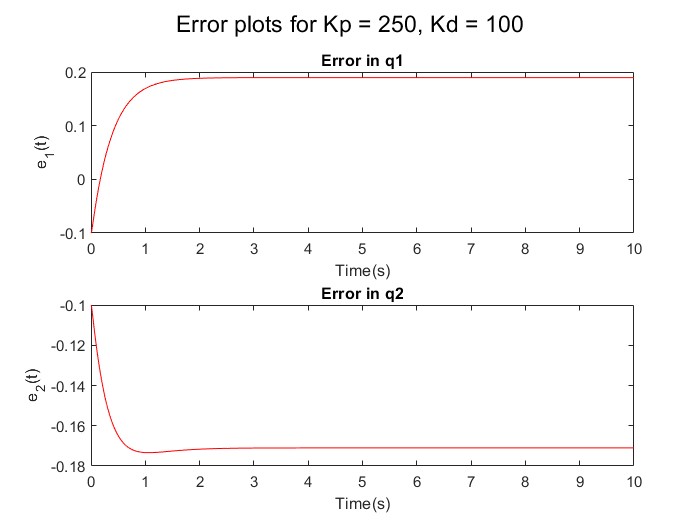 Error plots for Kp = 250, Kd = 100
Error in q1
0.2
0.1
0
-0.1
e1(t)
0 1 2 3 4 5 6 7 8 9 10
Time(s)
Error in q2
-0.1
-0.12
-0.14
-0.16
-0.18
e2(t)
0 1 2 3 4 5 6 7 8 9 10
Time(s)